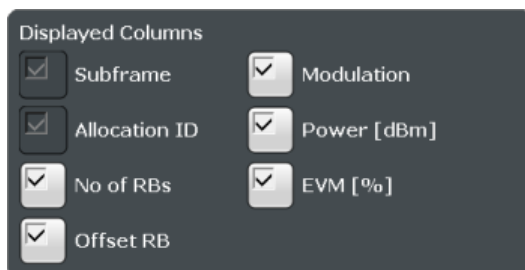 Displayed Columns
Subframe
Modulation
Allocation ID
Power [dBm]
No of RBs
EVM [%]
Offset RB